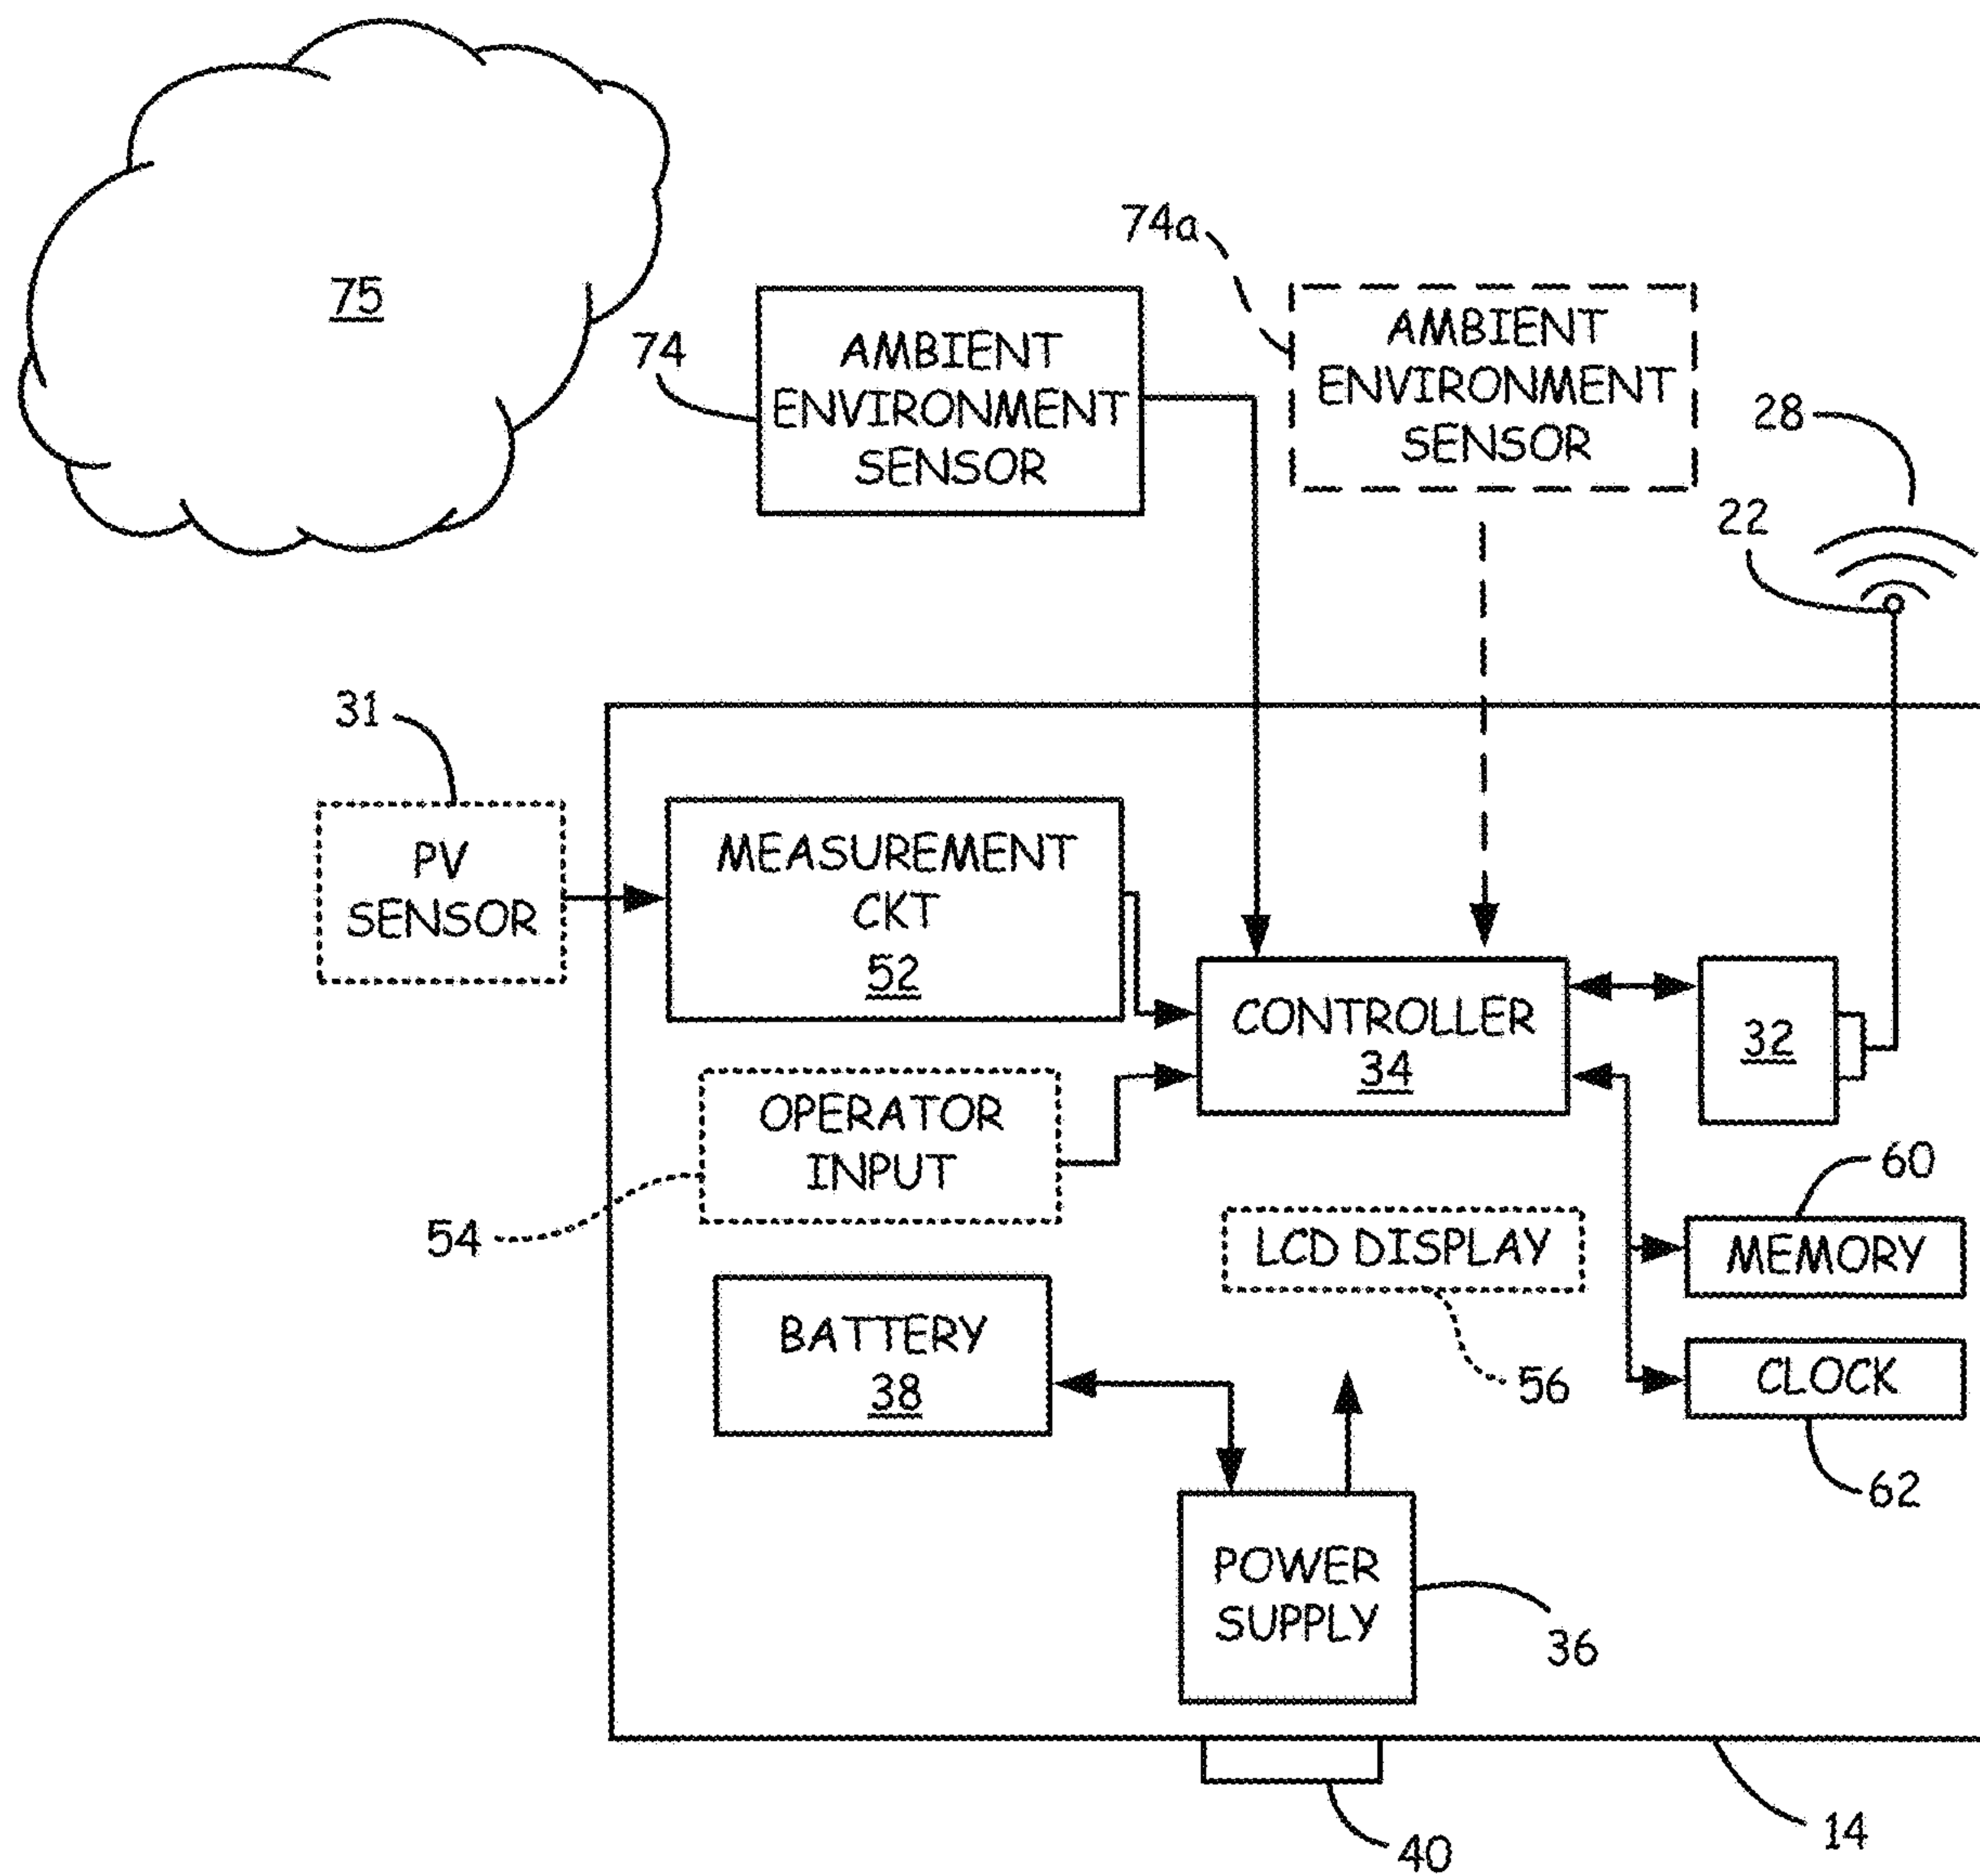 75
74
AMBIENT
ENVIRONMENT
SENSOR
74a
AMBIENT
ENVIRONMENT
SENSOR
28
22
31
PV
SENSOR
MEASUREMENT
CKT
52
CONTROLLER
34
32
OPERATOR
INPUT
54
LCD DISPLAY
56
60
MEMORY
CLOCK
62
BATTERY
38
POWER
SUPPLY
36
40
14